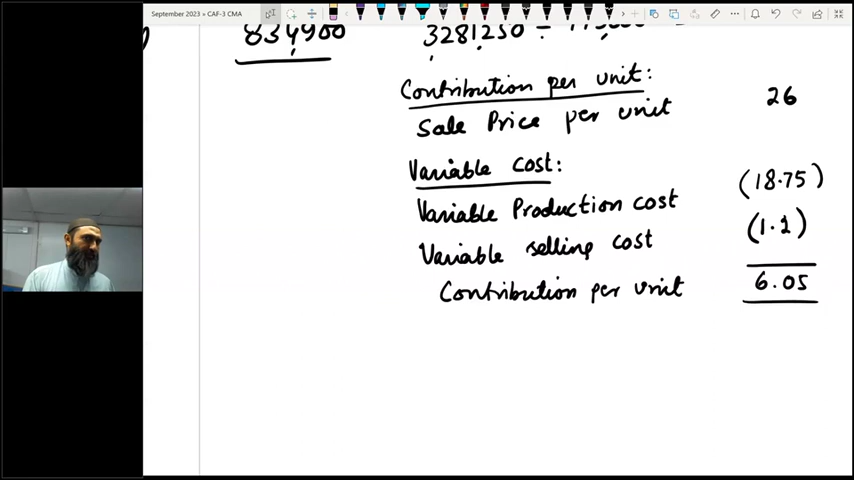 September 2023 » CAF-3 CMA
834900 3281250 ÷
Contribution per unit:
Sale Price per unit 26
Variable cost:
Variable Production cost (18.75)
Variable selling cost (1.2)
Contribution per unit 6.05